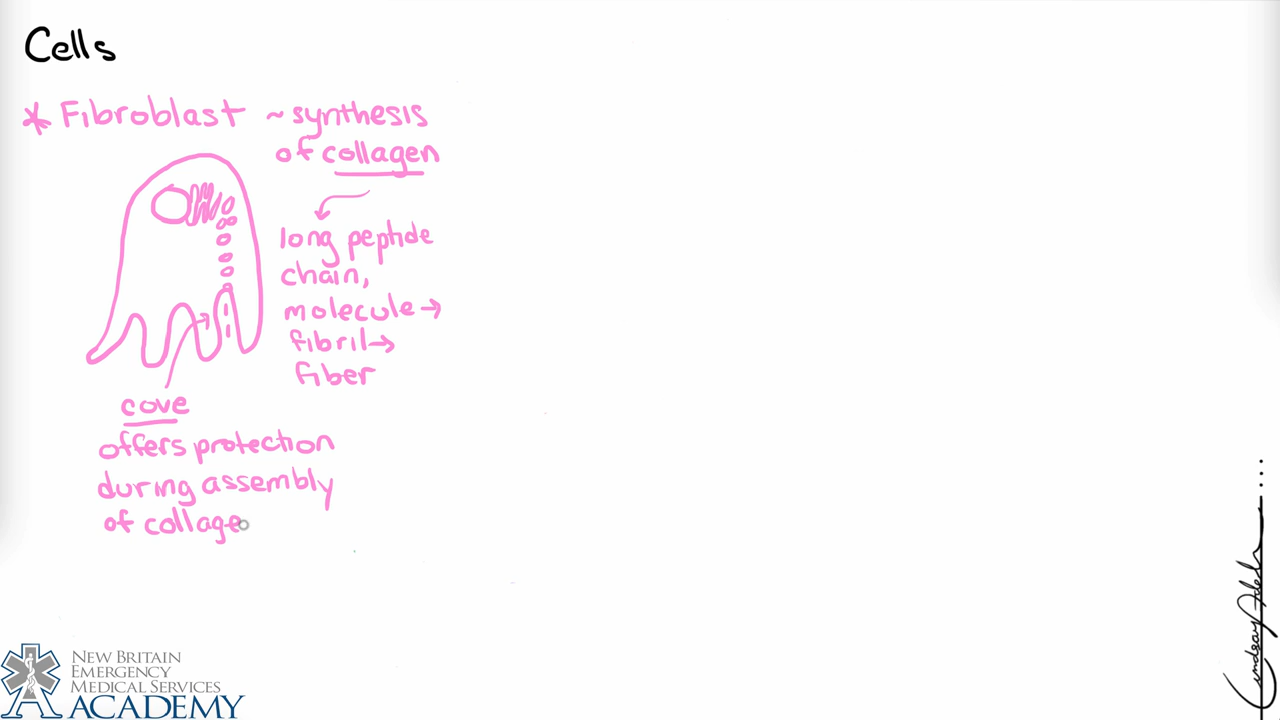 Cells
* Fibroblast ~ synthesis
of collagen
long peptide
chain,
molecule →
fibril →
fiber
cove
offers protection
during assembly
of collage
NEW BRITAIN
EMERGENCY
MEDICAL SERVICES
ACADEMY